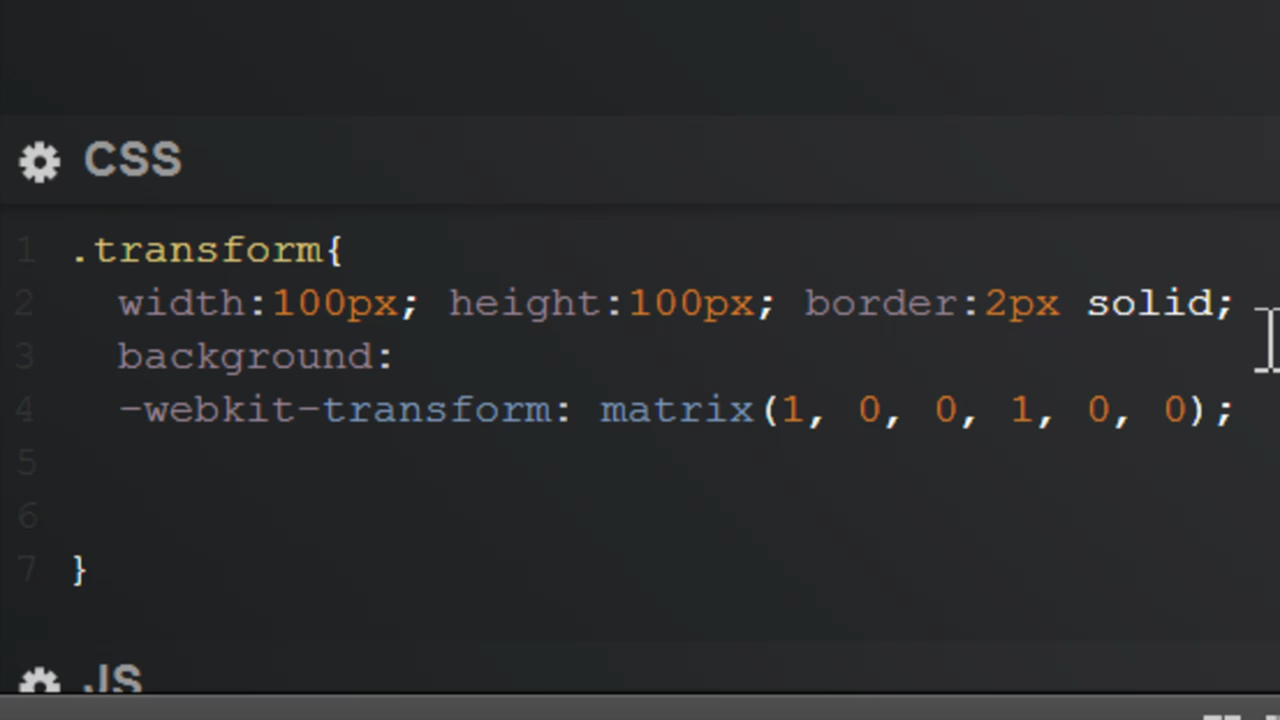 CSS
1 .transform{
2 width:100px; height:100px; border:2px solid;
3 background:
4 -webkit-transform: matrix(1, 0, 0, 1, 0, 0);
5
6
7 }
JS